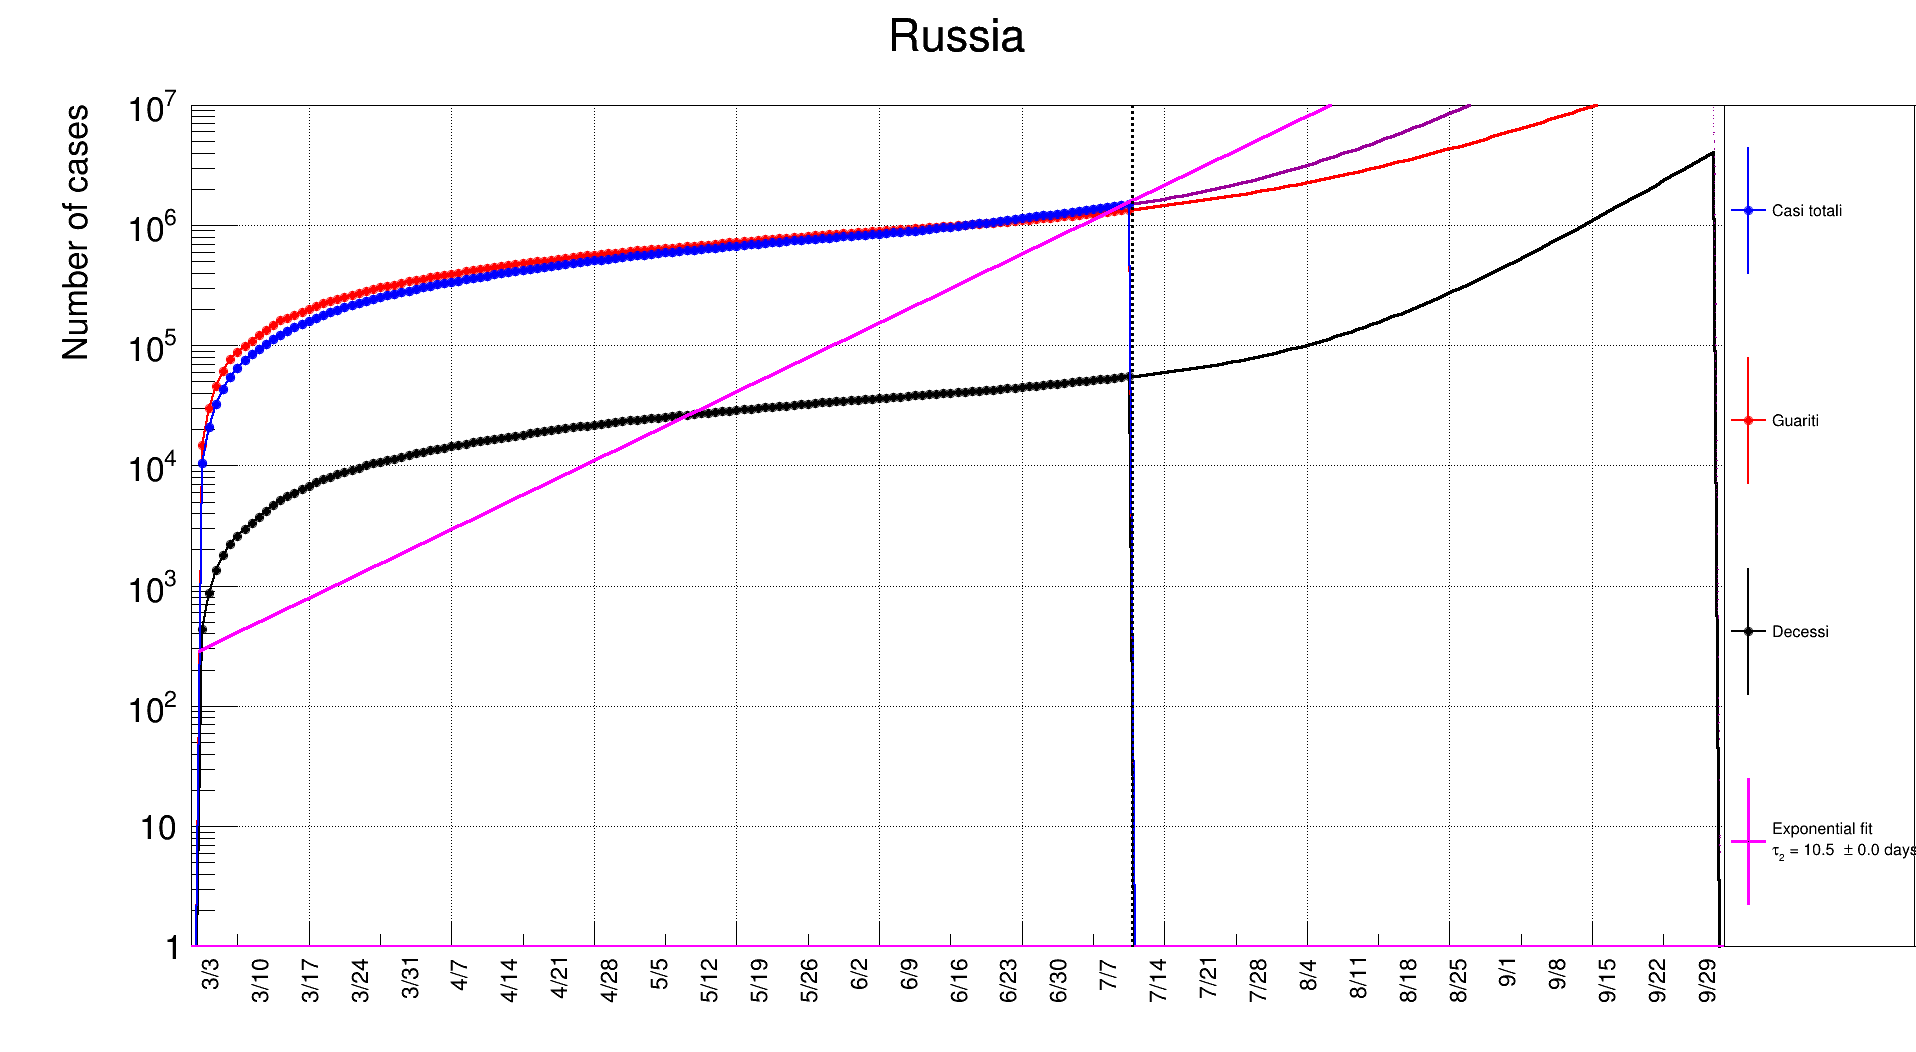 Russia
Number of cases
10^7
10^6
10^5
10^4
10^3
10^2
10
1
3/3 3/10 3/17 3/24 3/31 4/7 4/14 4/21 4/28 5/5 5/12 5/19 5/26 6/2 6/9 6/16 6/23 6/30 7/7 7/14 7/21 7/28 8/4 8/11 8/18 8/25 9/1 9/8 9/15 9/22 9/29
Casi totali
Guariti
Decessi
Exponential fit
τ_2 = 10.5 ± 0.0 days